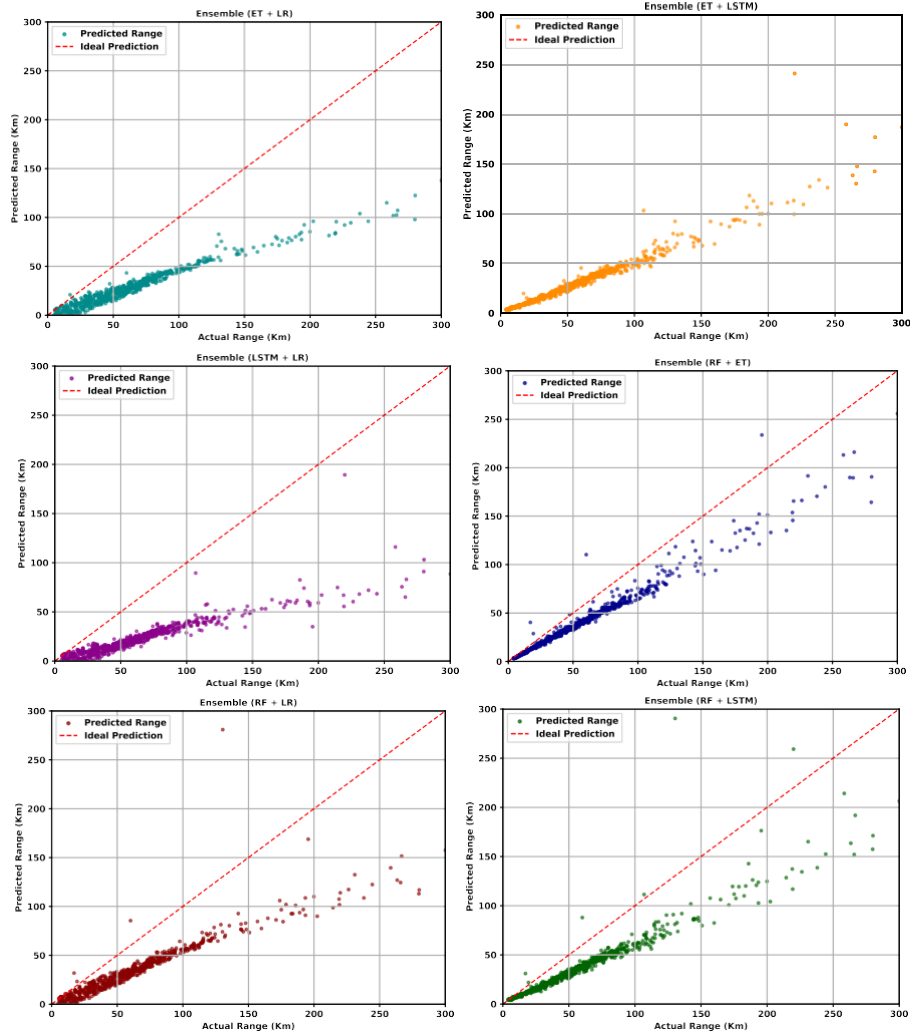 Ensemble (ET + LR)
Predicted Range
Ideal Prediction
Predicted Range (Km)
300
250
200
150
100
50
0
0 50 100 150 200 250 300
Actual Range (Km)
Ensemble (ET + LSTM)
Predicted Range
Ideal Prediction
Predicted Range (Km)
300
250
200
150
100
50
0
0 50 100 150 200 250 300
Actual Range (Km)
Ensemble (LSTM + LR)
Predicted Range
Ideal Prediction
Predicted Range (Km)
300
250
200
150
100
50
0
0 50 100 150 200 250 300
Actual Range (Km)
Ensemble (RF + ET)
Predicted Range
Ideal Prediction
Predicted Range (Km)
300
250
200
150
100
50
0
0 50 100 150 200 250 300
Actual Range (Km)
Ensemble (RF + LR)
Predicted Range
Ideal Prediction
Predicted Range (Km)
300
250
200
150
100
50
0
0 50 100 150 200 250 300
Actual Range (Km)
Ensemble (RF + LSTM)
Predicted Range
Ideal Prediction
Predicted Range (Km)
300
250
200
150
100
50
0
0 50 100 150 200 250 300
Actual Range (Km)